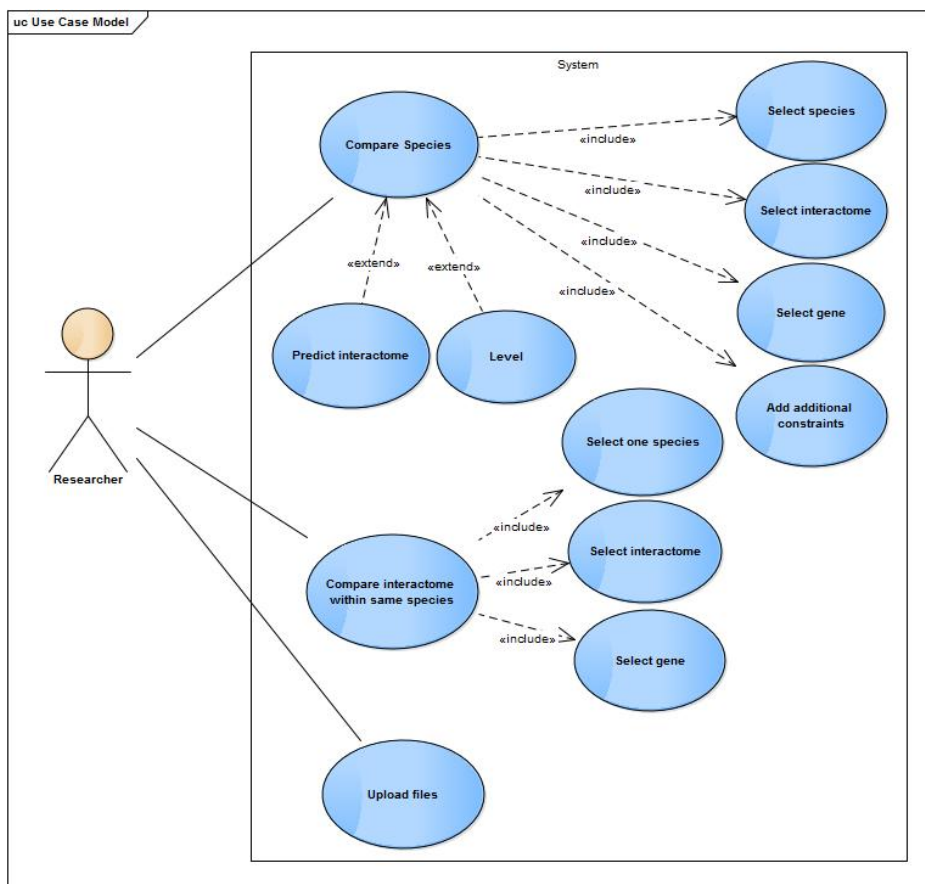 uc Use Case Model
System
Select species
Compare Species
«include»
«include»
Select interactome
«include»
«extend»
«extend»
«include»
Select gene
Predict interactome
Level
Add additional
constraints
Select one species
Researcher
«include»
Select interactome
Compare interactome
within same species
«include»
«include»
Select gene
Upload files